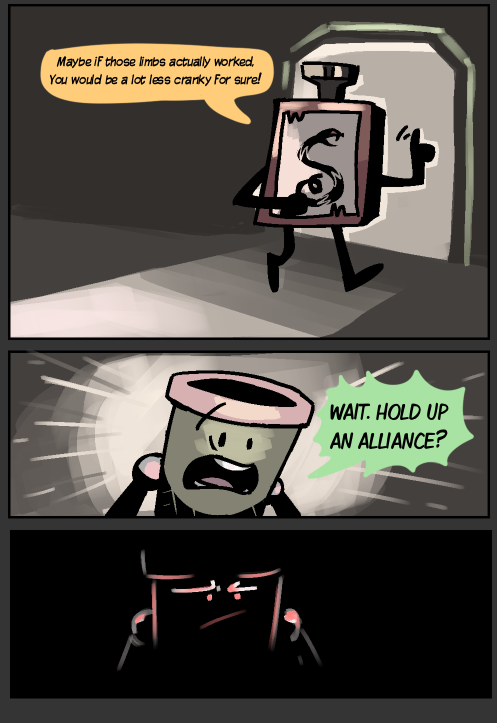 Maybe if those limbs actually worked,
You would be a lot less cranky for sure!
S
WAIT. HOLD UP
AN ALLIANCE?